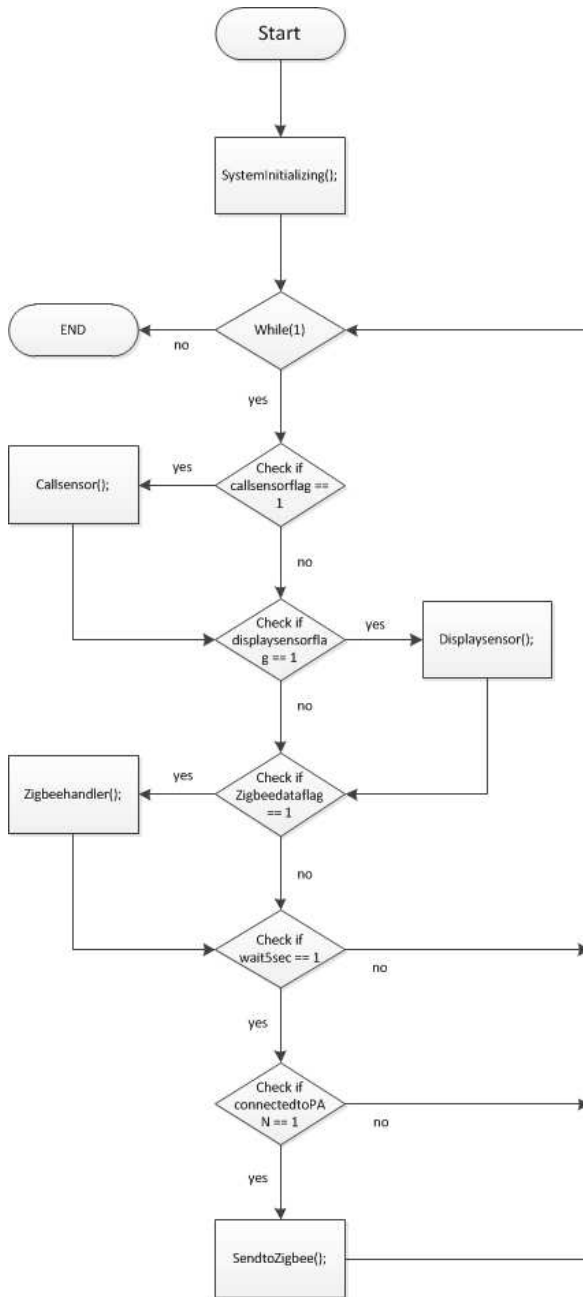 Start
SystemInitializing();
While(1)
END
no
yes
Check if
callsensorflag ==
1
yes
Callsensor();
no
Check if
displaysensorfla
g == 1
yes
Displaysensor();
no
Check if
Zigbeedataflag
== 1
yes
Zigbeehandler();
no
Check if
wait5sec == 1
no
yes
Check if
connectedtoPA
N == 1
no
yes
SendtoZigbee();